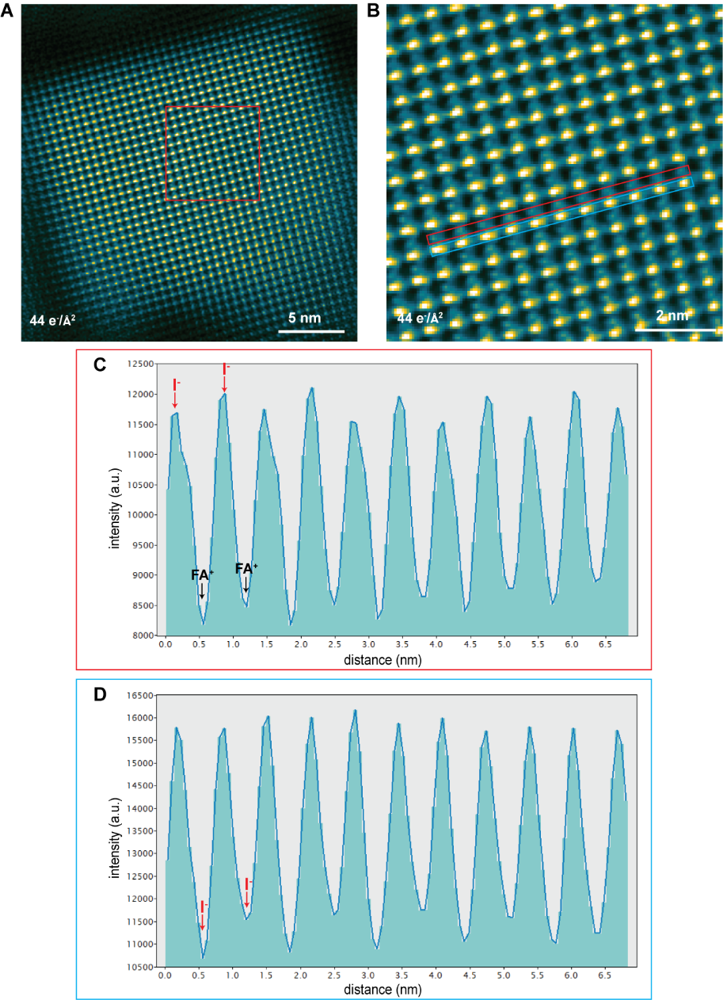 A
B
44 e-/Å2
5 nm
44 e-/Å2
2 nm
C
12500
12000
11500
11000
10500
10000
9500
9000
8500
8000
I-
I-
FA+
FA+
intensity (a.u.)
0.0 0.5 1.0 1.5 2.0 2.5 3.0 3.5 4.0 4.5 5.0 5.5 6.0 6.5
distance (nm)
D
16500
16000
15500
15000
14500
14000
13500
13000
12500
12000
11500
11000
10500
I-
I-
intensity (a.u.)
0.0 0.5 1.0 1.5 2.0 2.5 3.0 3.5 4.0 4.5 5.0 5.5 6.0 6.5
distance (nm)